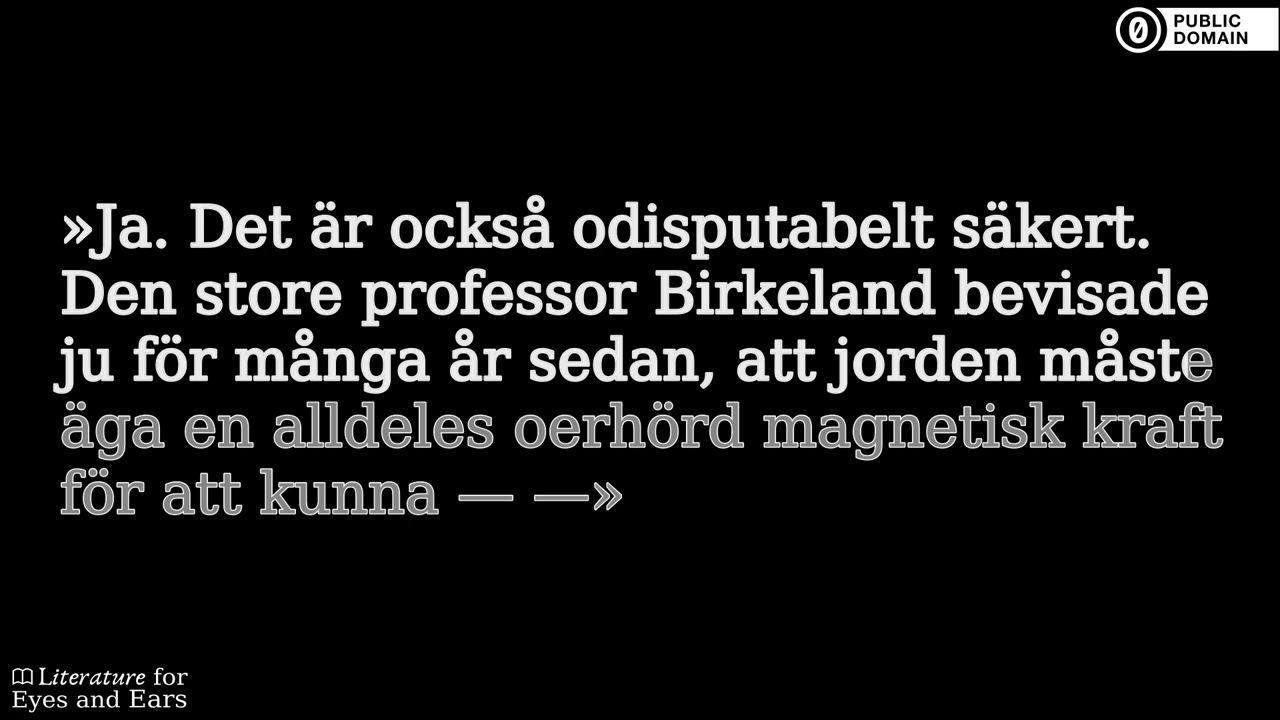 PUBLIC
DOMAIN
»Ja. Det är också odisputabelt säkert.
Den store professor Birkeland bevisade
ju för många år sedan, att jorden måste
äga en alldeles oerhörd magnetisk kraft
för att kunna — —»
Literature for
Eyes and Ears